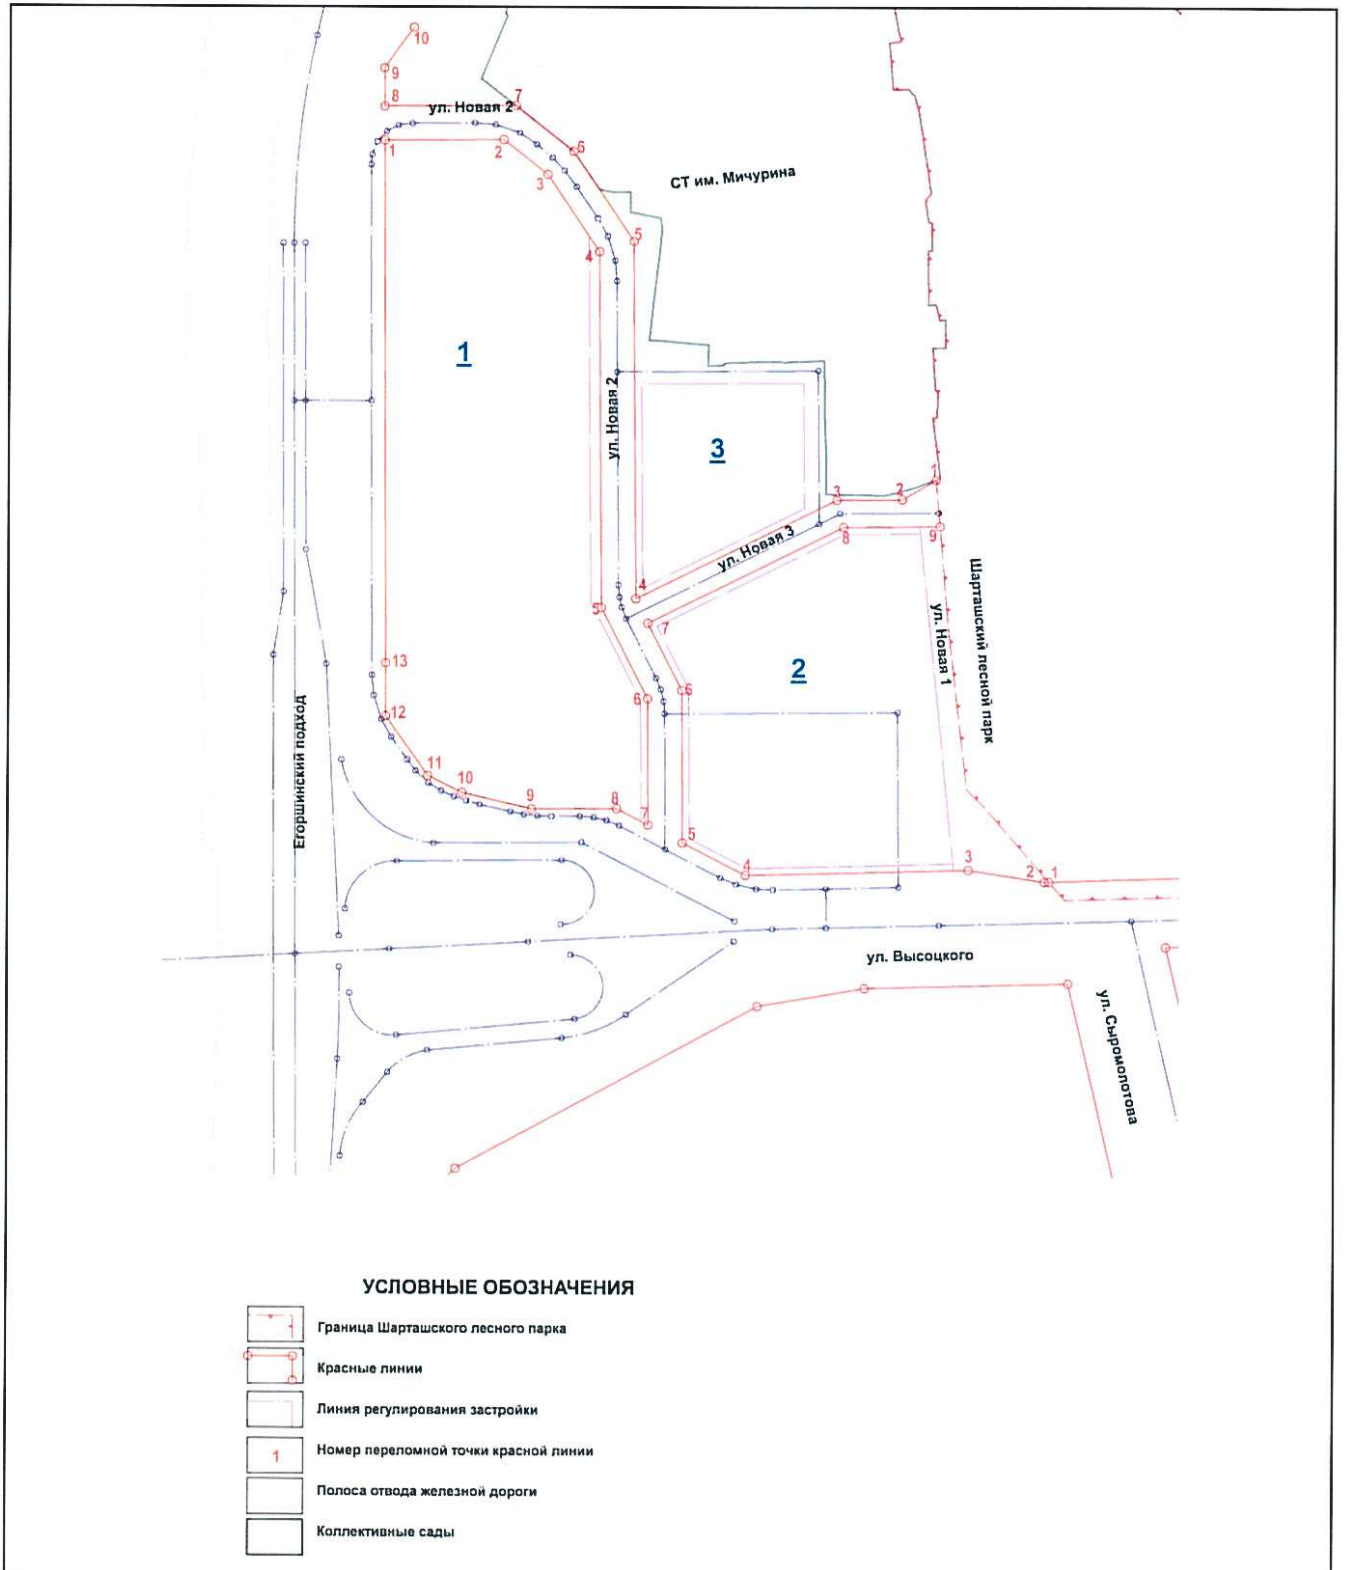 10
9
8
ул. Новая 2
7
1
2
6
3
СТ им. Мичурина
5
4
1
ул. Новая 2
3
1
3
2
ул. Новая 3
8
9
4
5
7
Шарташский лесной парк
ул. Новая 1
13
2
6
6
12
Егоршинский подход
11
10
9
8
7
5
4
3
2
1
ул. Высоцкого
ул. Сыромолотова
УСЛОВНЫЕ ОБОЗНАЧЕНИЯ
Граница Шарташского лесного парка
Красные линии
Линия регулирования застройки
1
Номер переломной точки красной линии
Полоса отвода железной дороги
Коллективные сады